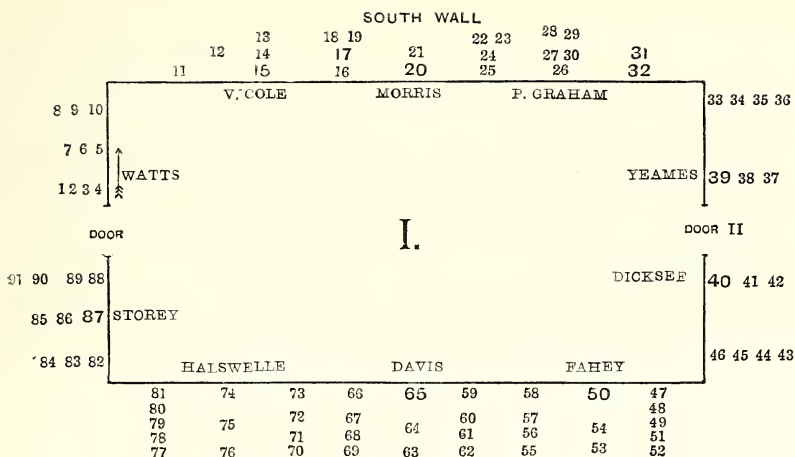 SOUTH WALL
13 18 19 22 23 28 29
12 14 17 21 24 27 30 31
11 15 16 20 25 26 32
V. COLE MORRIS P. GRAHAM
8 9 10 33 34 35 36
7 6 5
WATTS YEAMES 39 38 37
1 2 3 4
DOOR I. DOOR II
91 90 89 88 DICKSEE 40 41 42
85 86 87 STOREY
84 83 82 HALSWELLE DAVIS FAHEY 46 45 44 43
81 74 73 66 65 59 58 50 47
80 48
79 75 72 67 64 60 57 54 49
78 71 68 61 56 51
77 76 70 69 63 62 55 53 52